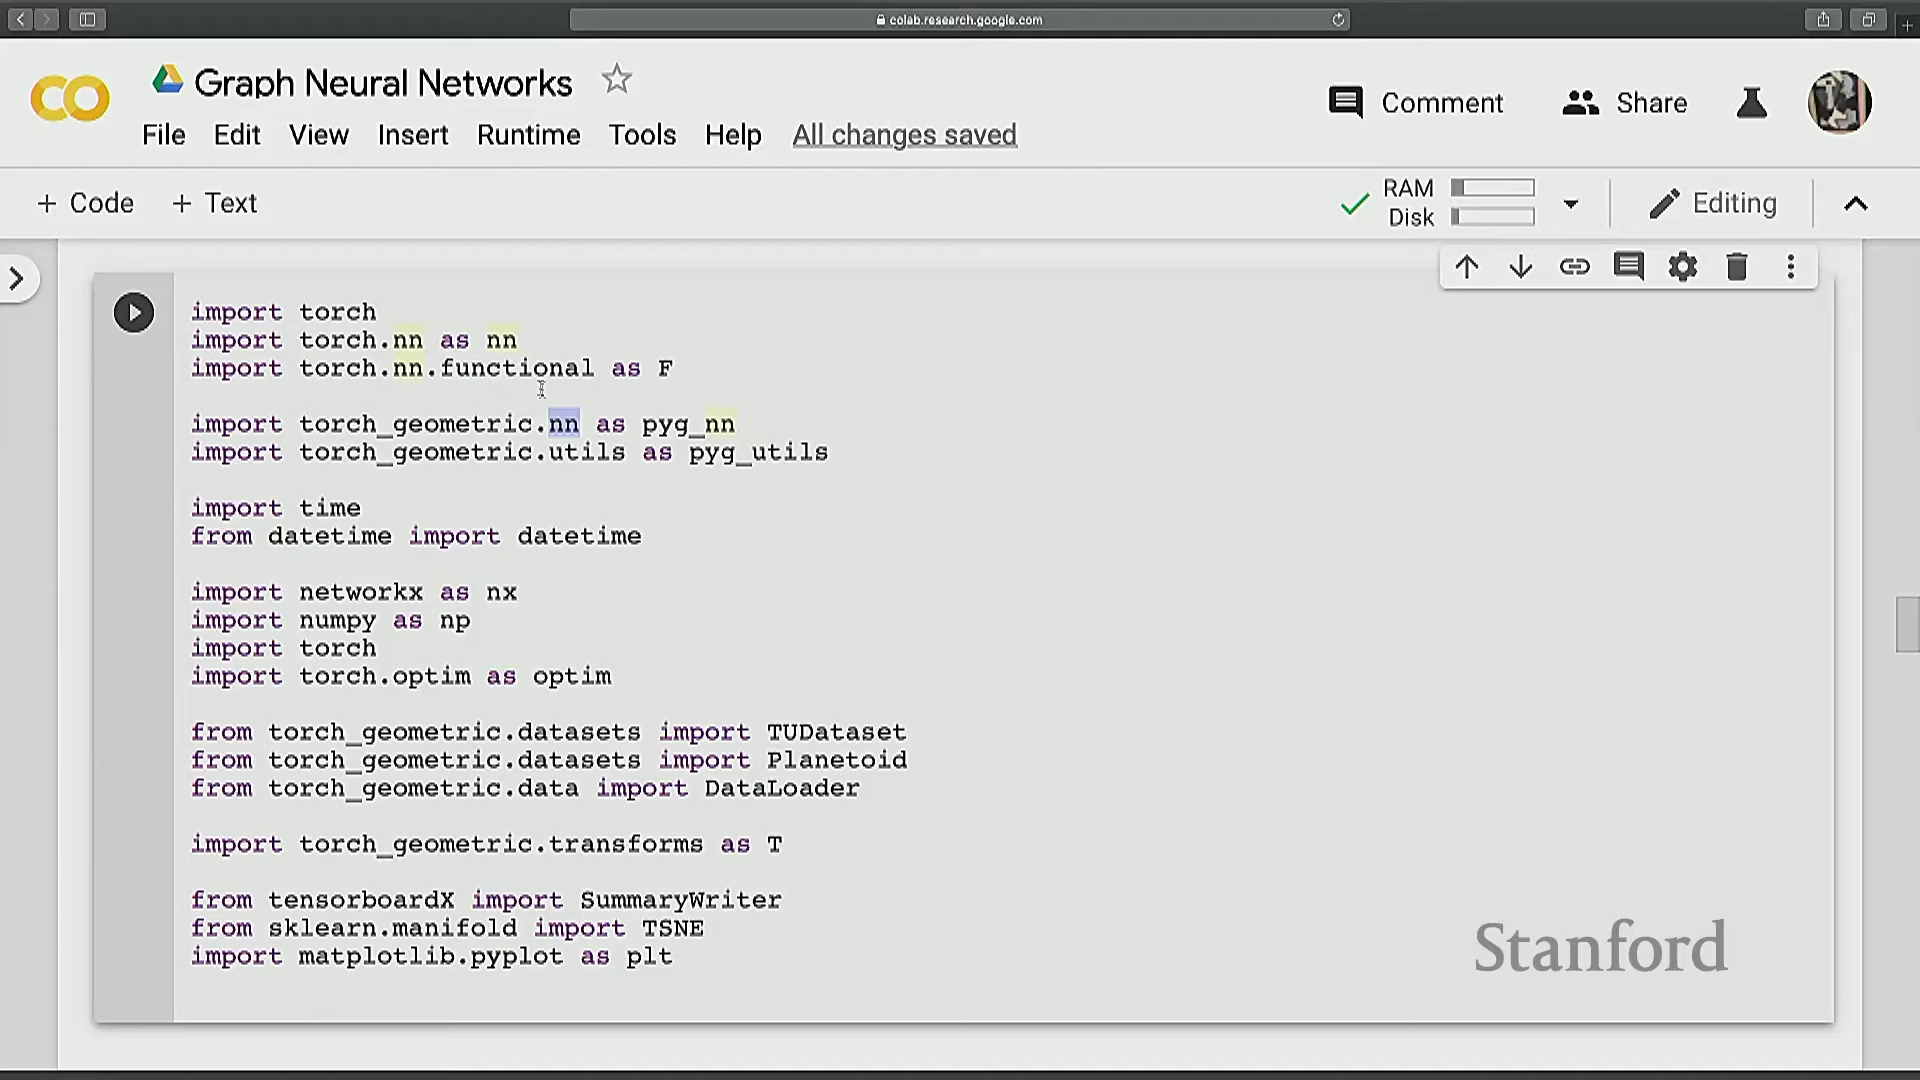 colab.research.google.com
CO
Graph Neural Networks
Comment
Share
File Edit View Insert Runtime Tools Help All changes saved
+ Code + Text
RAM
Disk
Editing
import torch
import torch.nn as nn
import torch.nn.functional as F
import torch_geometric.nn as pyg_nn
import torch_geometric.utils as pyg_utils
import time
from datetime import datetime
import networkx as nx
import numpy as np
import torch
import torch.optim as optim
from torch_geometric.datasets import TUDataset
from torch_geometric.datasets import Planetoid
from torch_geometric.data import DataLoader
import torch_geometric.transforms as T
from tensorboardX import SummaryWriter
from sklearn.manifold import TSNE
import matplotlib.pyplot as plt
Stanford